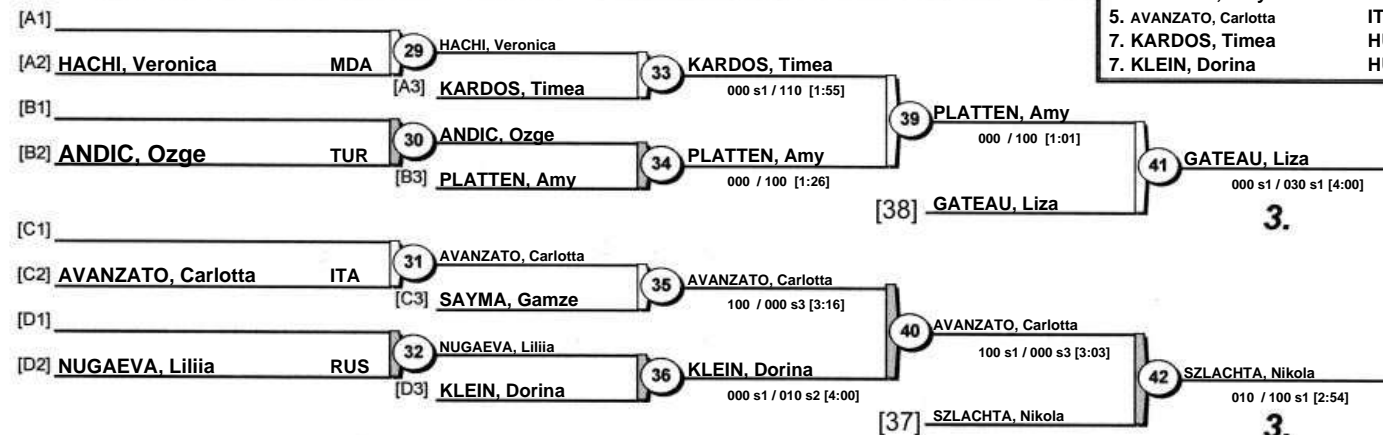 5. AVANZATO, Carlotta
7. KARDOS, Timea
7. KLEIN, Dorina
[A1]
[A2] HACHI, Veronica MDA
29
HACHI, Veronica
[A3] KARDOS, Timea
33
KARDOS, Timea
000 s1 / 110 [1:55]
[B1]
[B2] ANDIC, Ozge TUR
30
ANDIC, Ozge
[B3] PLATTEN, Amy
34
PLATTEN, Amy
000 / 100 [1:26]
39
PLATTEN, Amy
000 / 100 [1:01]
[38] GATEAU, Liza
41
GATEAU, Liza
000 s1 / 030 s1 [4:00]
3.
[C1]
[C2] AVANZATO, Carlotta ITA
31
AVANZATO, Carlotta
[C3] SAYMA, Gamze
35
AVANZATO, Carlotta
100 / 000 s3 [3:16]
[D1]
[D2] NUGAEVA, Liliia RUS
32
NUGAEVA, Liliia
[D3] KLEIN, Dorina
36
KLEIN, Dorina
000 s1 / 010 s2 [4:00]
40
AVANZATO, Carlotta
100 s1 / 000 s3 [3:03]
[37] SZLACHTA, Nikola
42
SZLACHTA, Nikola
010 / 100 s1 [2:54]
3.